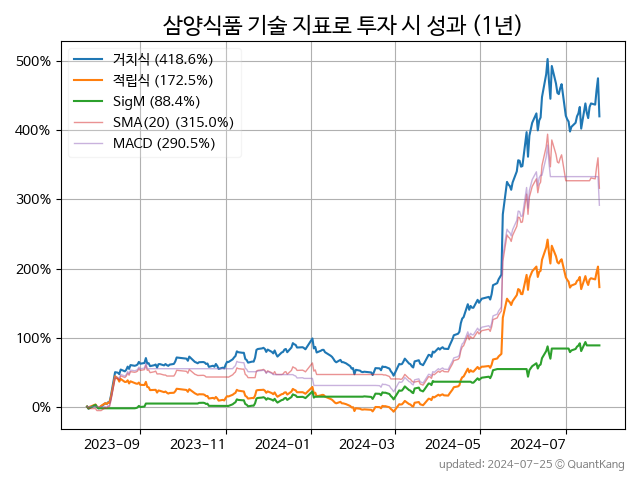 삼양식품 기술 지표로 투자 시 성과 (1년)
거치식 (418.6%)
적립식 (172.5%)
SigM (88.4%)
SMA(20) (315.0%)
MACD (290.5%)
500%
400%
300%
200%
100%
0%
2023-09 2023-11 2024-01 2024-03 2024-05 2024-07
updated: 2024-07-25 © QuantKang